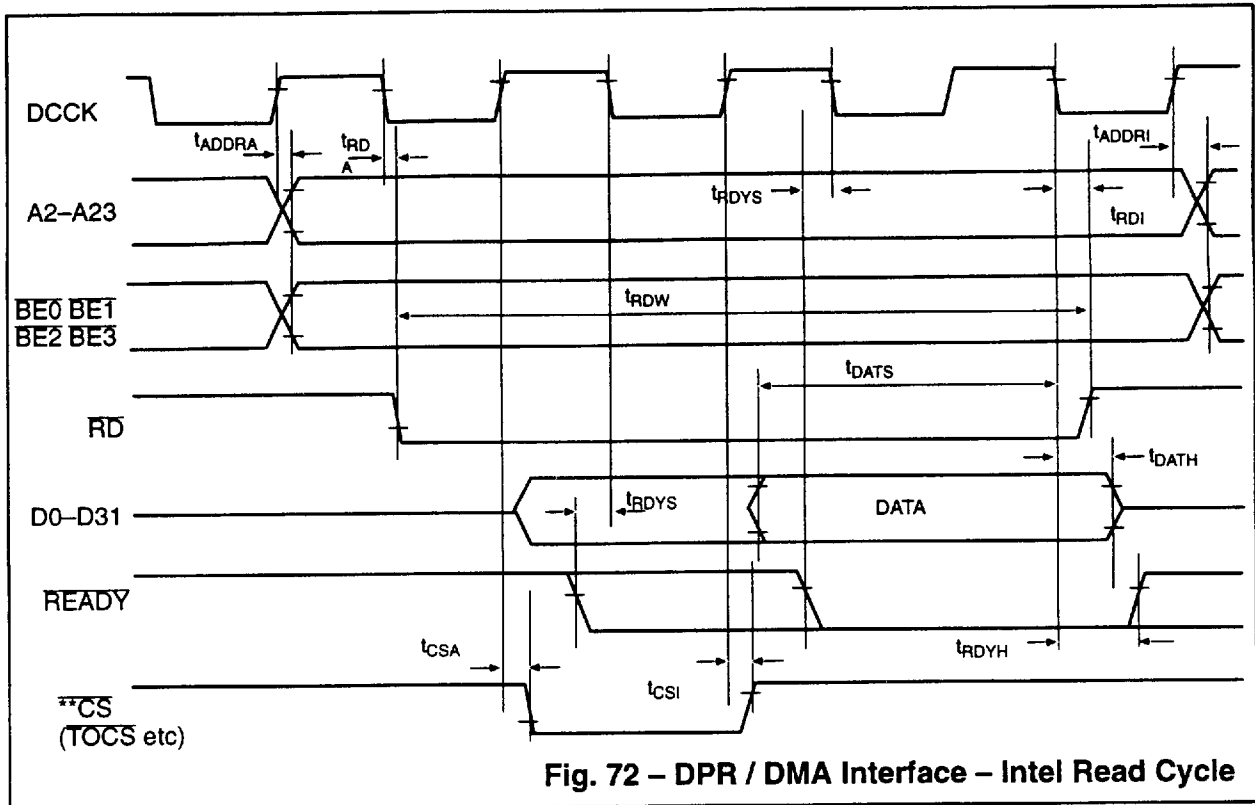 DCCK
tADDRA
tRD
A
tADDRI
A2–A23
tRDYS
tRDI
BE0 BE1
BE2 BE3
tRDW
tDATS
RD
tDATH
D0–D31
tRDYS
DATA
READY
tCSA
tCSI
tRDYH
**CS
(TOCS etc)
Fig. 72 – DPR / DMA Interface – Intel Read Cycle